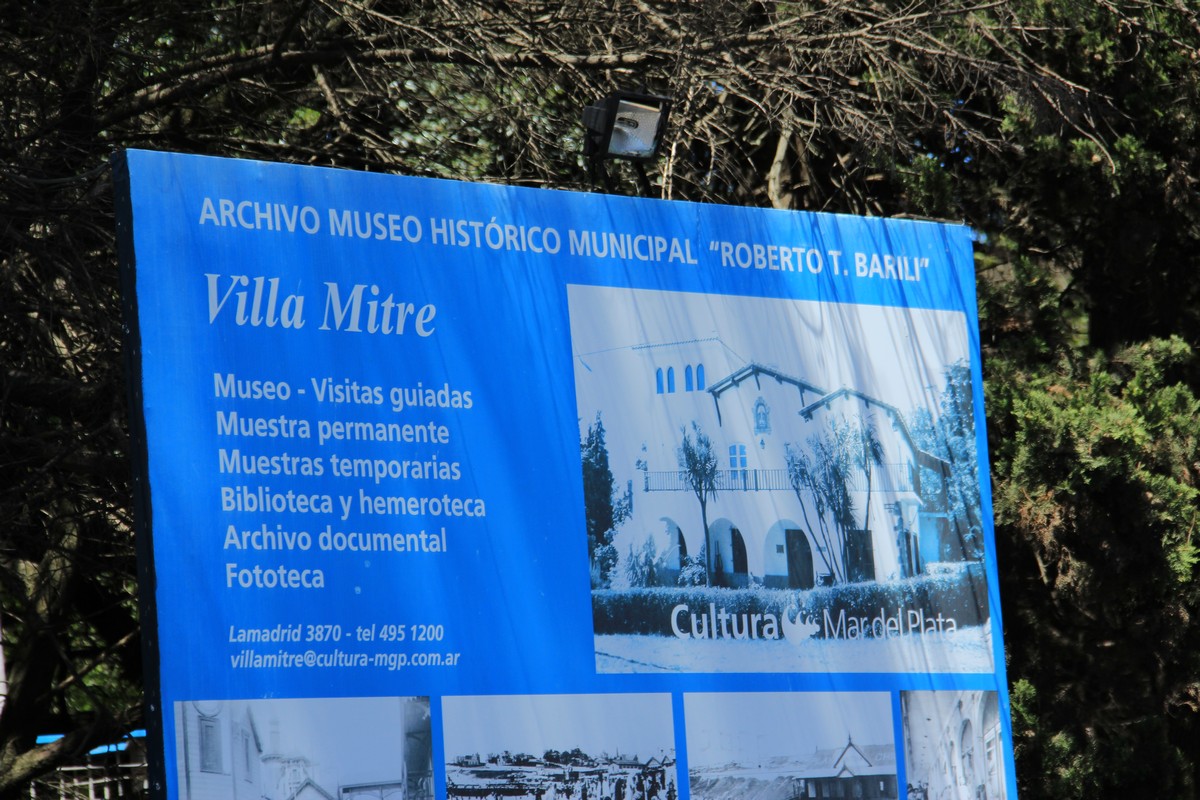 ARCHIVO MUSEO HISTÓRICO MUNICIPAL “ROBERTO T. BARILI”
Villa Mitre
Museo - Visitas guiadas
Muestra permanente
Muestras temporarias
Biblioteca y hemeroteca
Archivo documental
Fototeca
Lamadrid 3870 - tel 495 1200
villamitre@cultura-mgp.com.ar
Cultura Mar del Plata